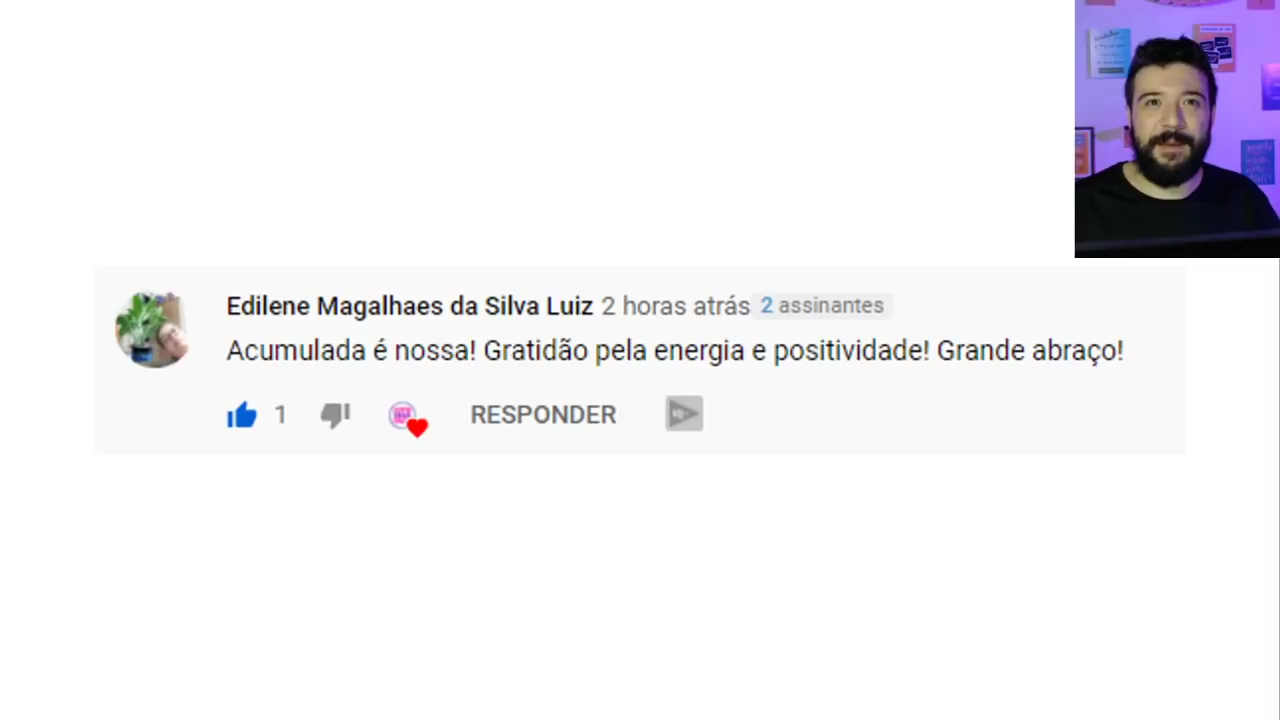 Edilene Magalhaes da Silva Luiz 2 horas atrás 2 assinantes
Acumulada é nossa! Gratidão pela energia e positividade! Grande abraço!
1 RESPONDER